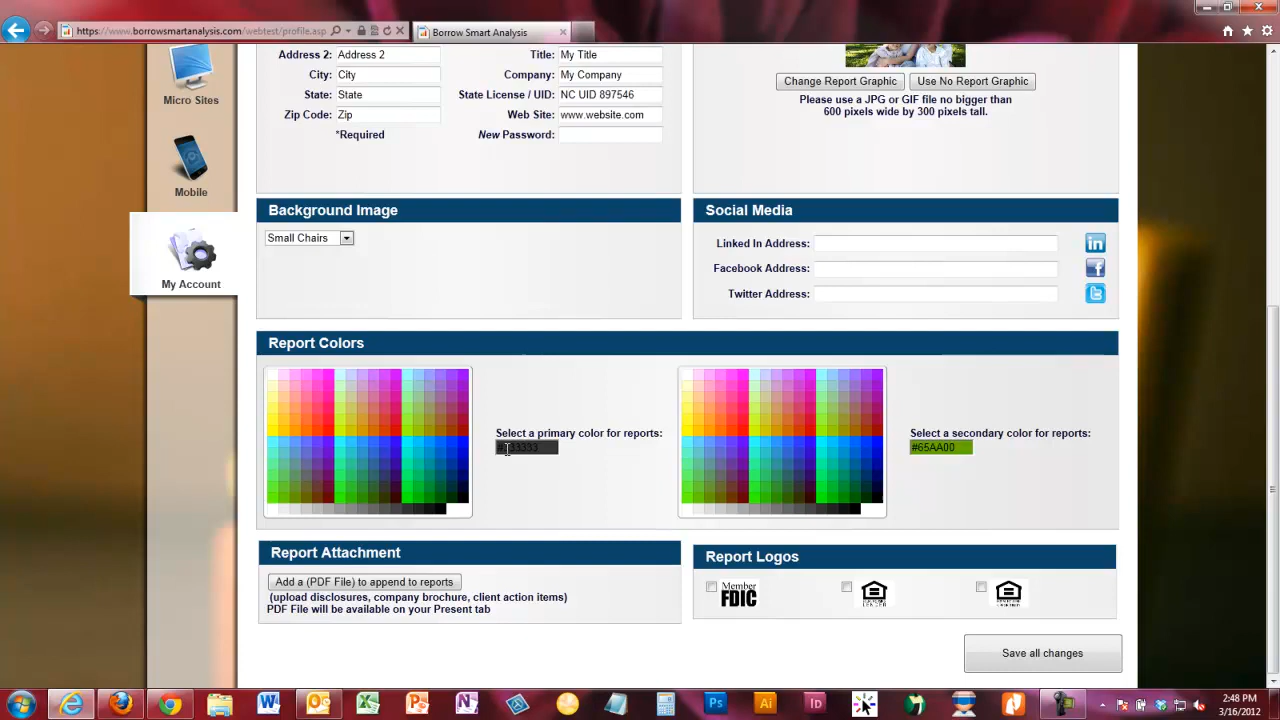 https://www.borrowsmartanalysis.com/webtest/profile.asp
Borrow Smart Analysis
Micro Sites
Mobile
My Account
Address 2: Address 2
City: City
State: State
Zip Code: Zip
*Required
Title: My Title
Company: My Company
State License / UID: NC UID 897546
Web Site: www.website.com
New Password:
Change Report Graphic
Use No Report Graphic
Please use a JPG or GIF file no bigger than
600 pixels wide by 300 pixels tall.
Background Image
Small Chairs
Social Media
Linked In Address:
in
Facebook Address:
f
Twitter Address:
t
Report Colors
Select a primary color for reports:
#333333
Select a secondary color for reports:
#65AA00
Report Attachment
Add a (PDF File) to append to reports
(upload disclosures, company brochure, client action items)
PDF File will be available on your Present tab
Report Logos
Member
FDIC
Save all changes
Ps
Ai
Id
2:48 PM
3/16/2012